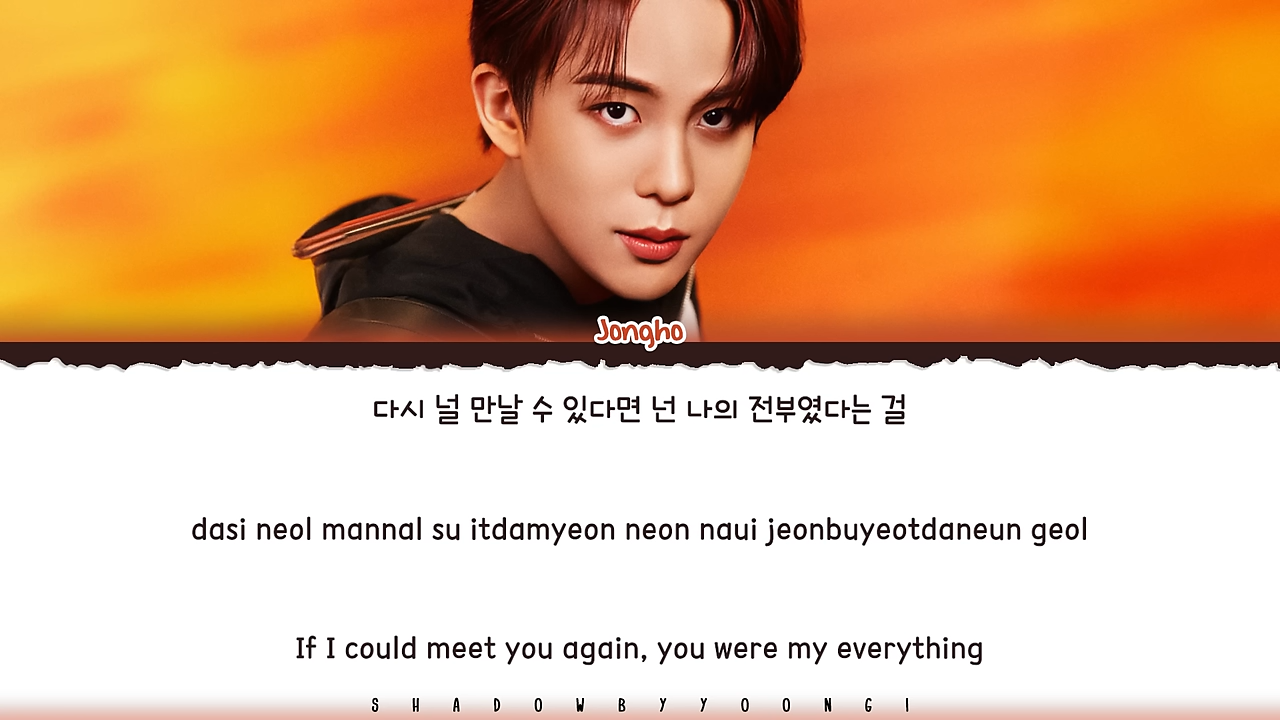 Jongho
다시 널 만날 수 있다면 넌 나의 전부였다는 걸
dasi neol mannal su itdamyeon neon naui jeonbuyeotdaneun geol
If I could meet you again, you were my everything
SHADOWBYYOONGI